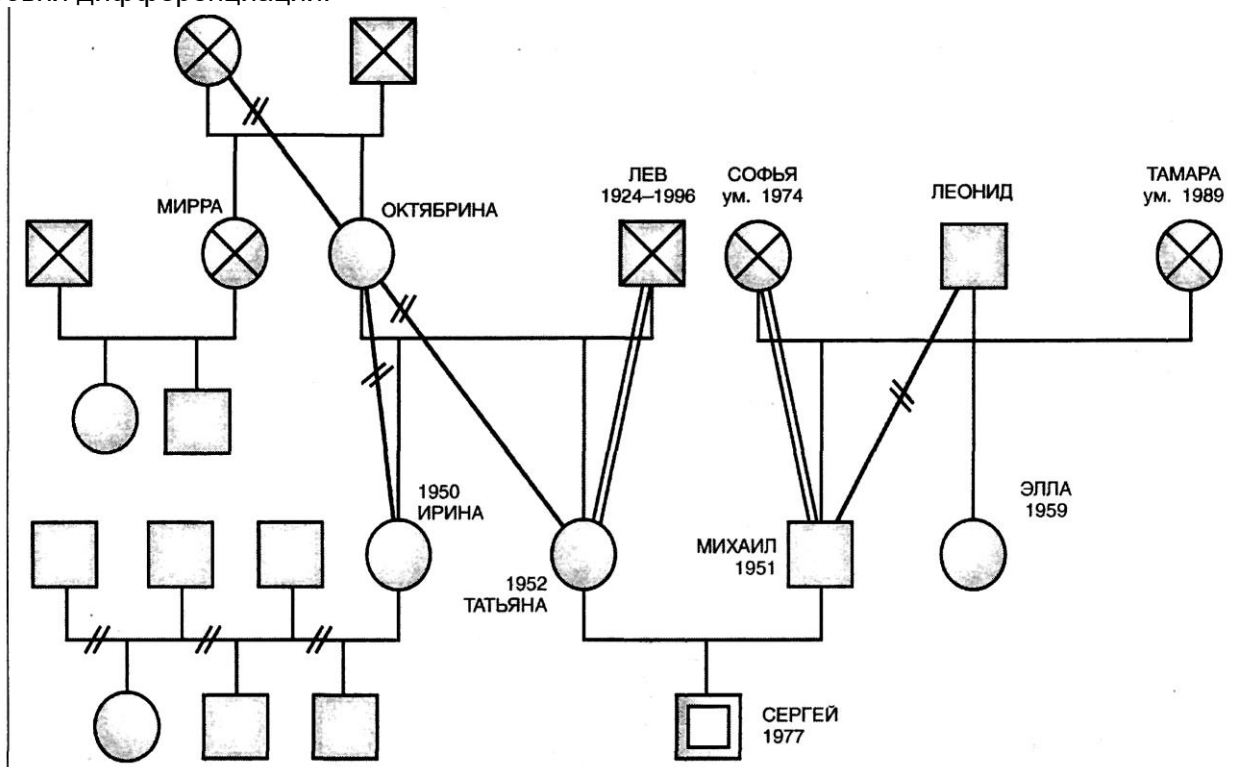 ЛЕВ
1924–1996
СОФЬЯ
ум. 1974
ЛЕОНИД
ТАМАРА
ум. 1989
МИРРА
ОКТЯБРИНА
1950
ИРИНА
1952
ТАТЬЯНА
МИХАИЛ
1951
ЭЛЛА
1959
СЕРГЕЙ
1977